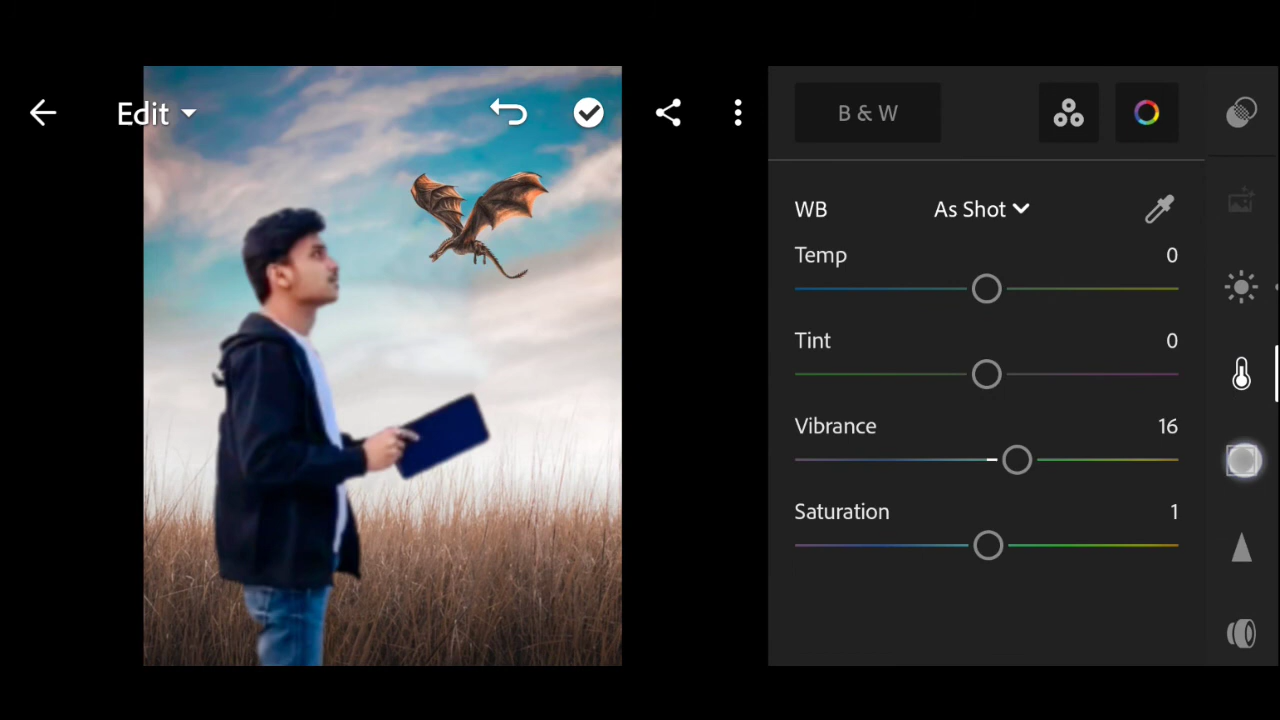 Edit
B & W
WB As Shot
Temp 0
Tint 0
Vibrance 16
Saturation 1